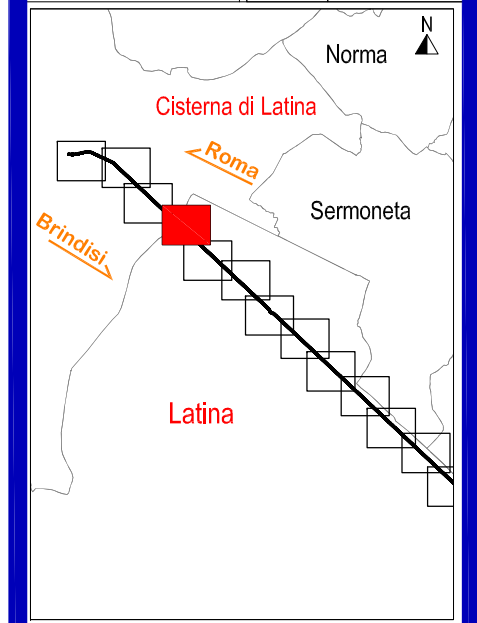 N
Norma
Cisterna di Latina
Roma
Sermoneta
Brindisi
Latina